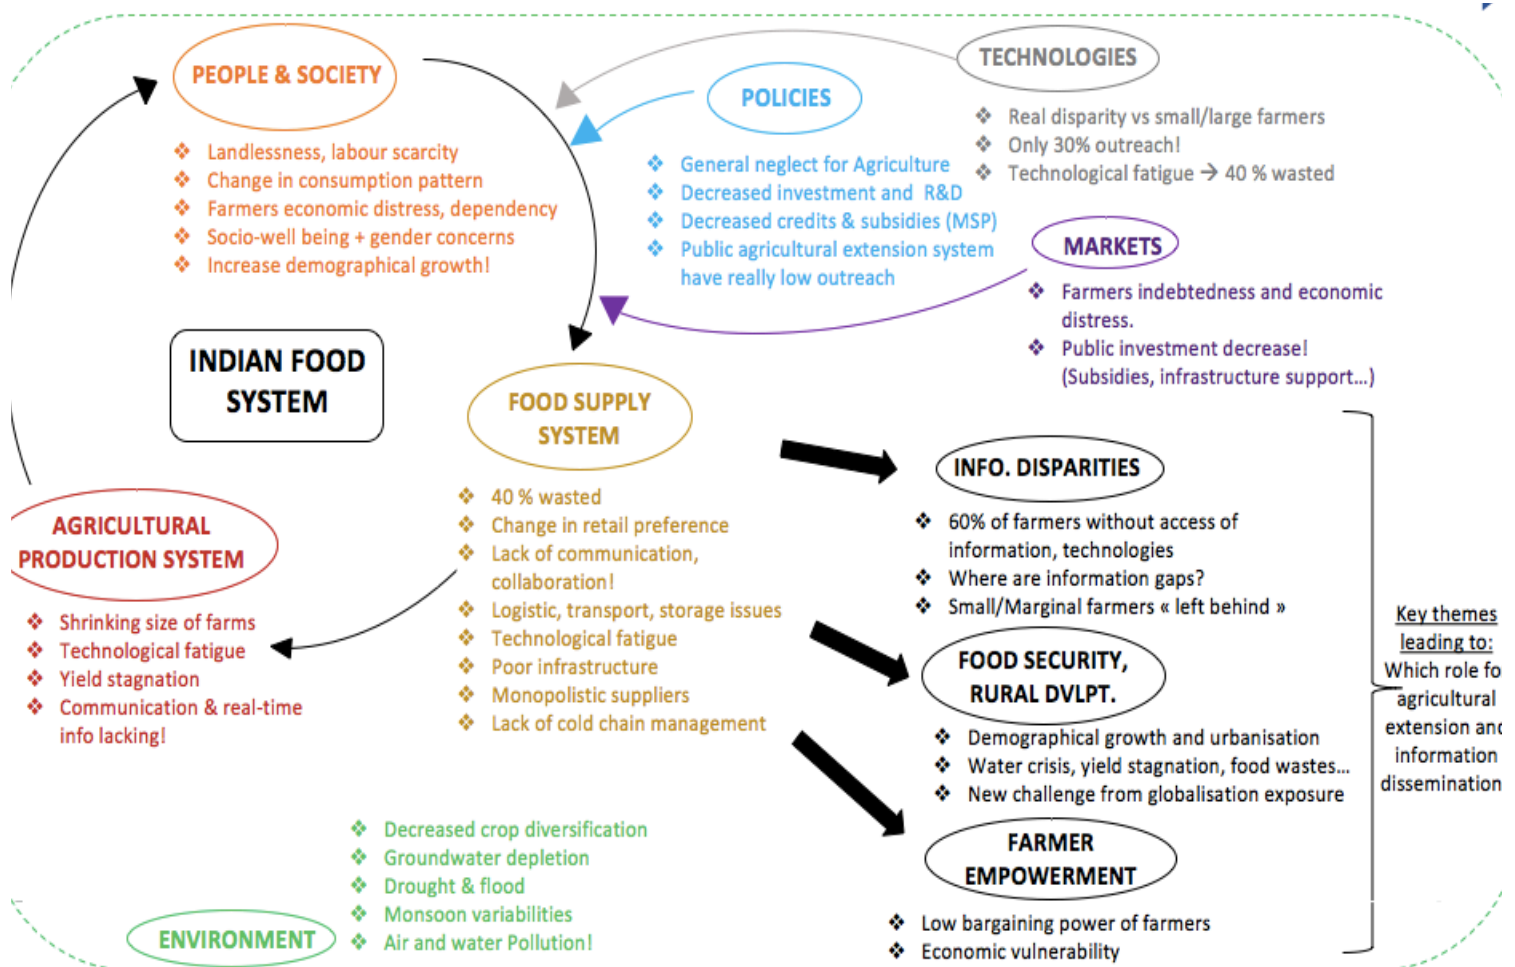 PEOPLE & SOCIETY
❖ Landlessness, labour scarcity
❖ Change in consumption pattern
❖ Farmers economic distress, dependency
❖ Socio-well being + gender concerns
❖ Increase demographical growth!
POLICIES
❖ General neglect for Agriculture
❖ Decreased investment and R&D
❖ Decreased credits & subsidies (MSP)
❖ Public agricultural extension system
have really low outreach
TECHNOLOGIES
❖ Real disparity vs small/large farmers
❖ Only 30% outreach!
❖ Technological fatigue → 40 % wasted
MARKETS
❖ Farmers indebtedness and economic
distress.
❖ Public investment decrease!
(Subsidies, infrastructure support...)
INDIAN FOOD
SYSTEM
FOOD SUPPLY
SYSTEM
❖ 40 % wasted
❖ Change in retail preference
❖ Lack of communication,
collaboration!
❖ Logistic, transport, storage issues
❖ Technological fatigue
❖ Poor infrastructure
❖ Monopolistic suppliers
❖ Lack of cold chain management
AGRICULTURAL
PRODUCTION SYSTEM
❖ Shrinking size of farms
❖ Technological fatigue
❖ Yield stagnation
❖ Communication & real-time
info lacking!
INFO. DISPARITIES
❖ 60% of farmers without access of
information, technologies
❖ Where are information gaps?
❖ Small/Marginal farmers « left behind »
FOOD SECURITY,
RURAL DVLPT.
❖ Demographical growth and urbanisation
❖ Water crisis, yield stagnation, food wastes...
❖ New challenge from globalisation exposure
FARMER
EMPOWERMENT
❖ Low bargaining power of farmers
❖ Economic vulnerability
Key themes
leading to:
Which role fo
agricultural
extension and
information
dissemination
ENVIRONMENT
❖ Decreased crop diversification
❖ Groundwater depletion
❖ Drought & flood
❖ Monsoon variabilities
❖ Air and water Pollution!